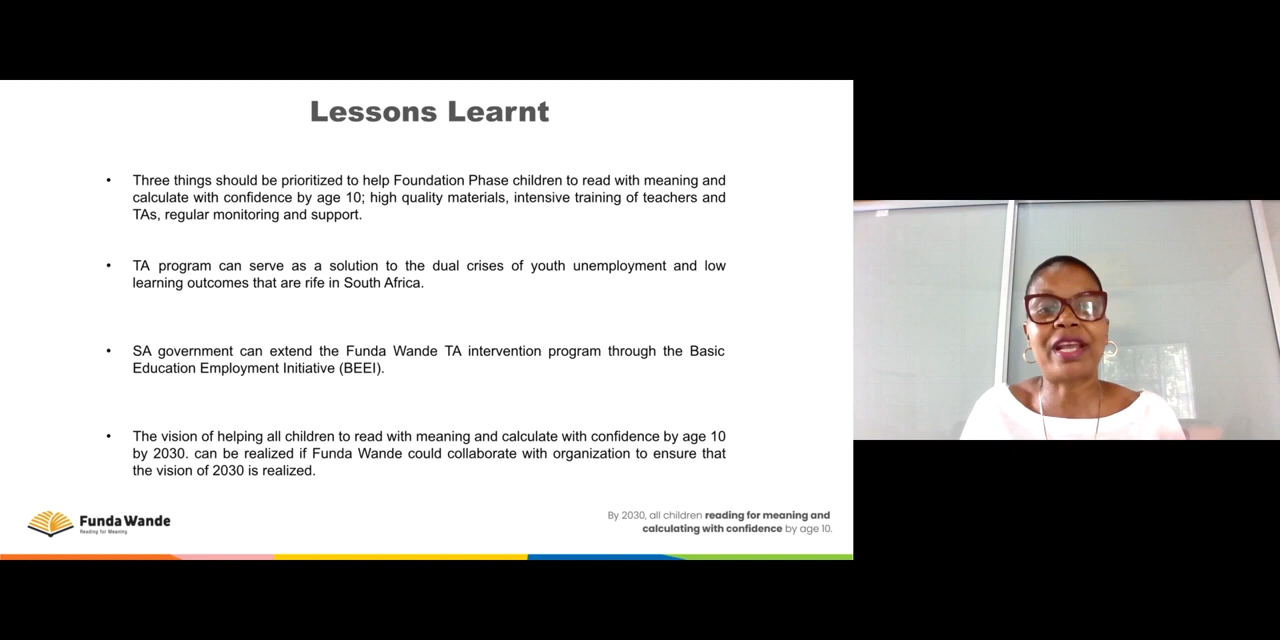 Lessons Learnt
• Three things should be prioritized to help Foundation Phase children to read with meaning and
calculate with confidence by age 10; high quality materials, intensive training of teachers and
TAs, regular monitoring and support.
• TA program can serve as a solution to the dual crises of youth unemployment and low
learning outcomes that are rife in South Africa.
• SA government can extend the Funda Wande TA intervention program through the Basic
Education Employment Initiative (BEEI).
• The vision of helping all children to read with meaning and calculate with confidence by age 10
by 2030. can be realized if Funda Wande could collaborate with organization to ensure that
the vision of 2030 is realized.
Funda Wande
Reading for Meaning
By 2030, all children reading for meaning and
calculating with confidence by age 10.